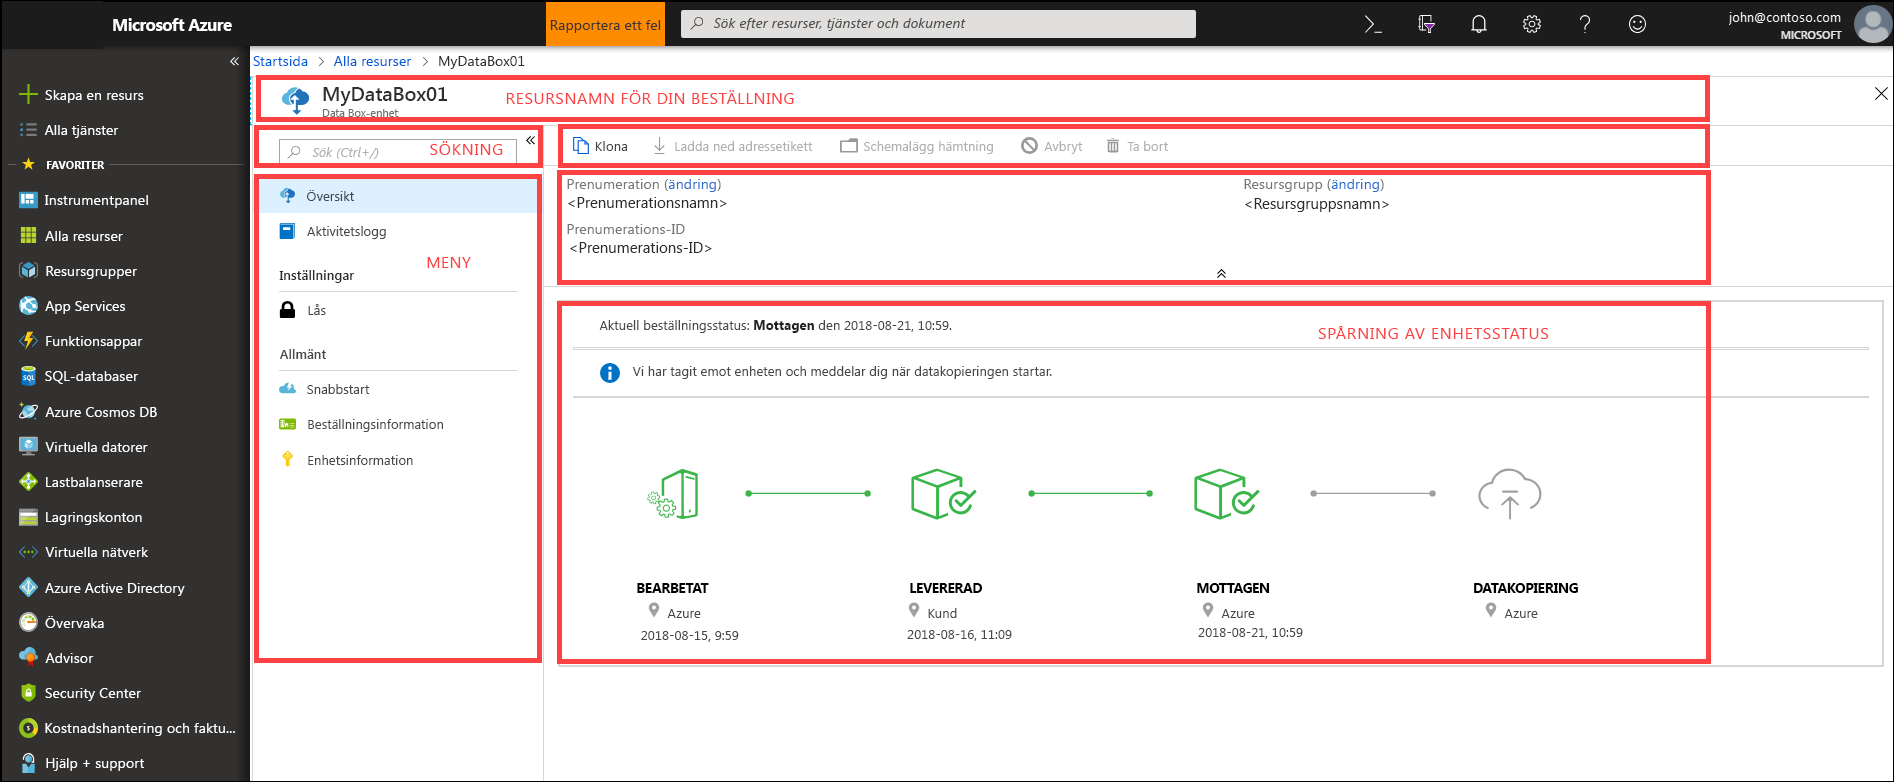 Microsoft Azure
Rapportera ett fel
Sök efter resurser, tjänster och dokument
john@contoso.com
MICROSOFT
Startsida > Alla resurser > MyDataBox01
Skapa en resurs
Alla tjänster
FAVORITER
Instrumentpanel
Alla resurser
Resursgrupper
App Services
Funktionsappar
SQL-databaser
Azure Cosmos DB
Virtuella datorer
Lastbalanserare
Lagringskonton
Virtuella nätverk
Azure Active Directory
Övervaka
Advisor
Security Center
Kostnadshantering och faktu...
Hjälp + support
MyDataBox01
Data Box-enhet
RESURSNAMN FÖR DIN BESTÄLLNING
Sök (Ctrl+/)
SÖKNING
Översikt
Aktivitetslogg
MENY
Inställningar
Lås
Allmänt
Snabbstart
Beställningsinformation
Enhetsinformation
Klona Ladda ned adressetikett Schemalägg hämtning Avbryt Ta bort
Prenumeration (ändring)
<Prenumerationsnamn>
Prenumerations-ID
<Prenumerations-ID>
Resursgrupp (ändring)
<Resursgruppsnamn>
Aktuell beställningsstatus: Mottagen den 2018-08-21, 10:59.
SPÅRNING AV ENHETSSTATUS
Vi har tagit emot enheten och meddelar dig när datakopieringen startar.
BEARBETAT
Azure
2018-08-15, 9:59
LEVERERAD
Kund
2018-08-16, 11:09
MOTTAGEN
Azure
2018-08-21, 10:59
DATAKOPIERING
Azure